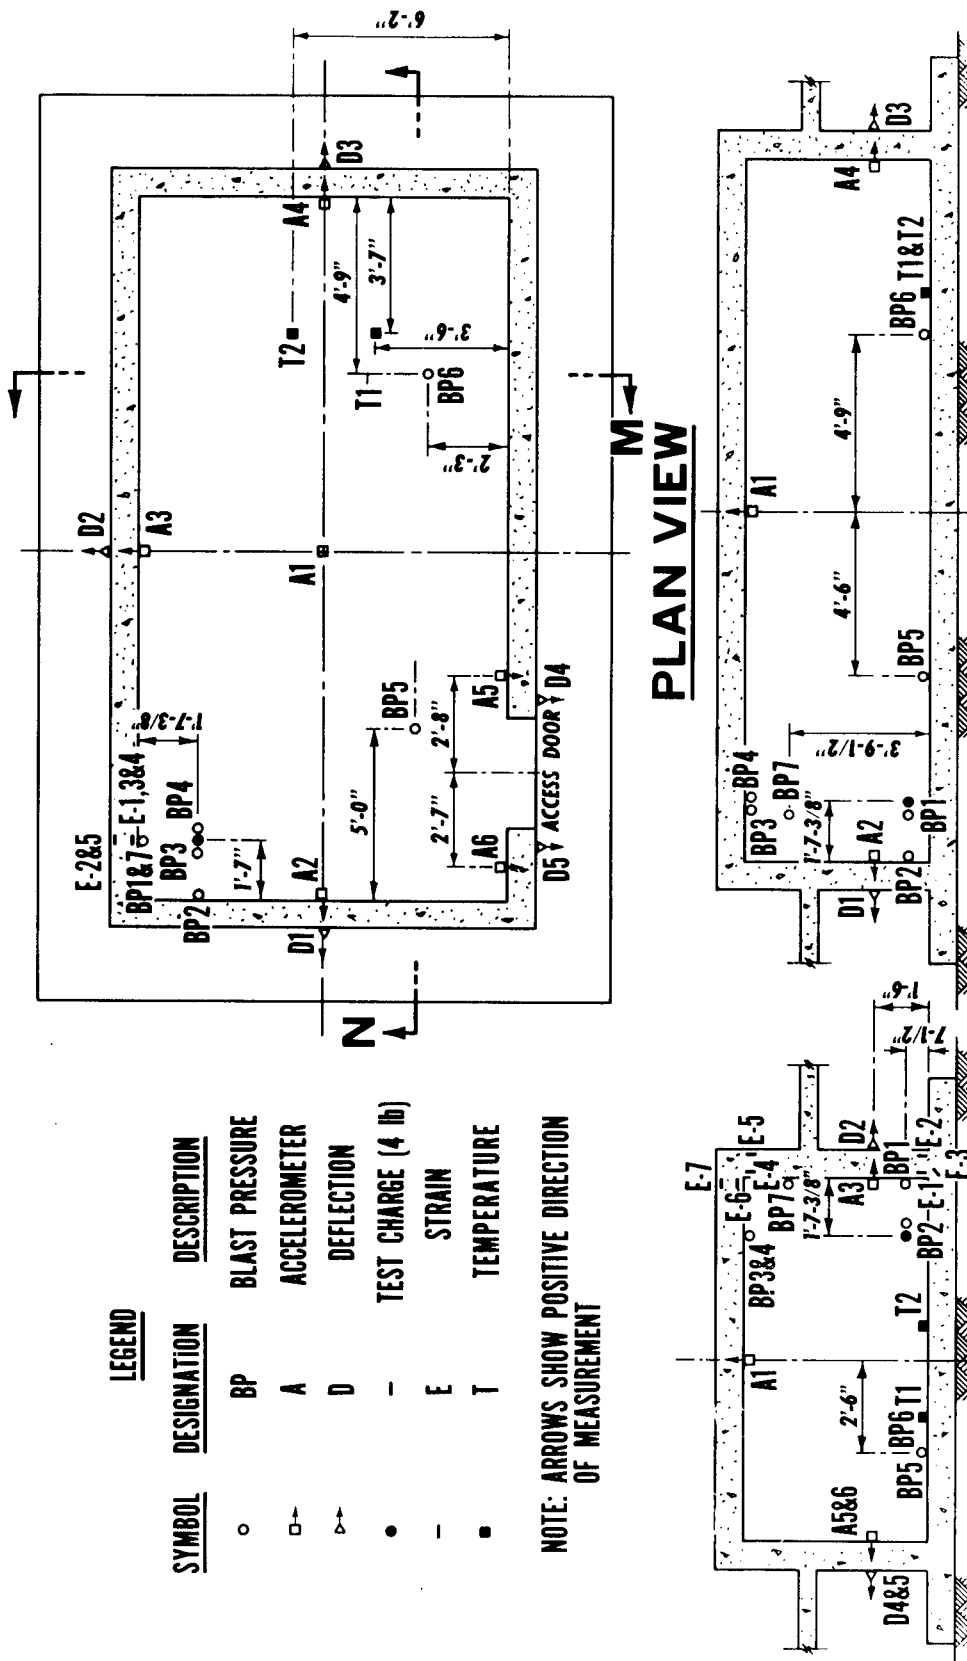 LEGEND
SYMBOL DESIGNATION DESCRIPTION
BP BLAST PRESSURE
A ACCELEROMETER
D DEFLECTION
– TEST CHARGE (4 lb)
E STRAIN
T TEMPERATURE
NOTE: ARROWS SHOW POSITIVE DIRECTION
OF MEASUREMENT
E-2&5
BP1&7
E-1,3&4
1'-7-3/8"
D2
A3
BP2
BP3
BP4
1'-7"
T2
6'-2"
N
D1
A2
A1
A4
D3
5'-0"
BP5
T1
4'-9"
3'-7"
3'-6"
BP6
2'-3"
2'-7"
2'-8"
A6
A5
D5
ACCESS DOOR
D4
M
PLAN VIEW
E-7
E-5
E-6
E-4
BP3&4
BP7
1'-7-3/8"
A1
A3
D2
BP1
1'-6"
7-1/2"
2'-6"
A5&6
D4&5
BP5
BP6
T1
T2
BP2
E-1
E-2
E-3
BP3
BP4
BP7
1'-7-3/8"
3'-9-1/2"
A1
D1
A2
BP2
BP1
4'-6"
4'-9"
BP5
BP6
T1&T2
A4
D3